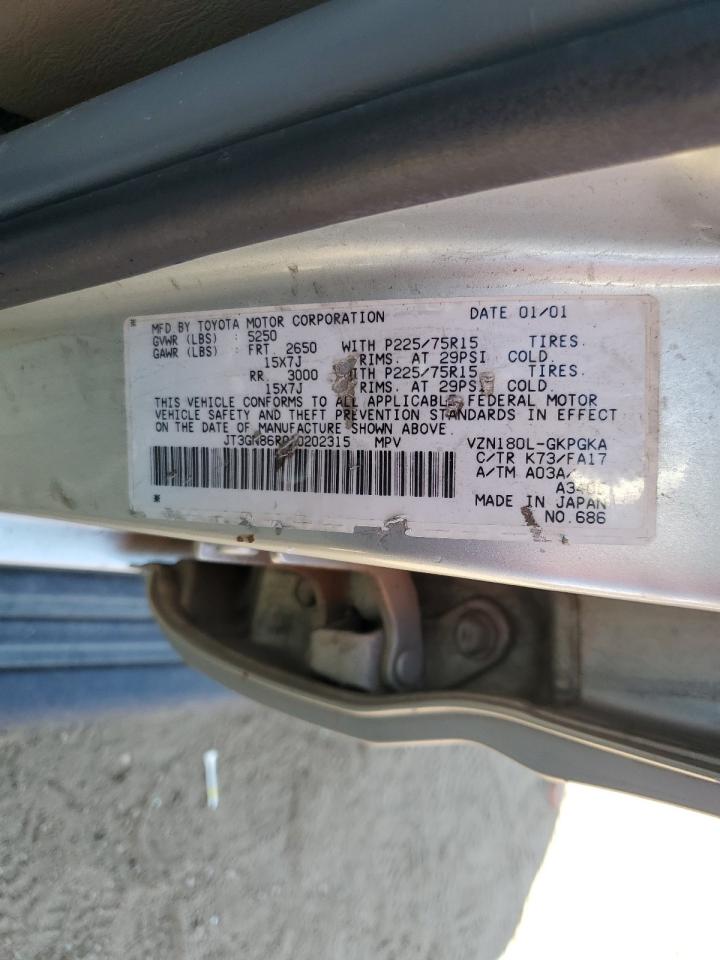 MFD BY TOYOTA MOTOR CORPORATION DATE 01/01
GVWR (LBS) : 5250
GAWR (LBS) : FRT. 2650 WITH P225/75R15 TIRES.
15X7J RIMS. AT 29PSI COLD.
RR. 3000 WITH P225/75R15 TIRES.
15X7J RIMS. AT 29PSI COLD.
THIS VEHICLE CONFORMS TO ALL APPLICABLE FEDERAL MOTOR
VEHICLE SAFETY AND THEFT PREVENTION STANDARDS IN EFFECT
ON THE DATE OF MANUFACTURE SHOWN ABOVE.
MPV VZN180L-GKPGKA
C/TR K73/FA17
A/TM A03A/
MADE IN JAPAN
NO.686